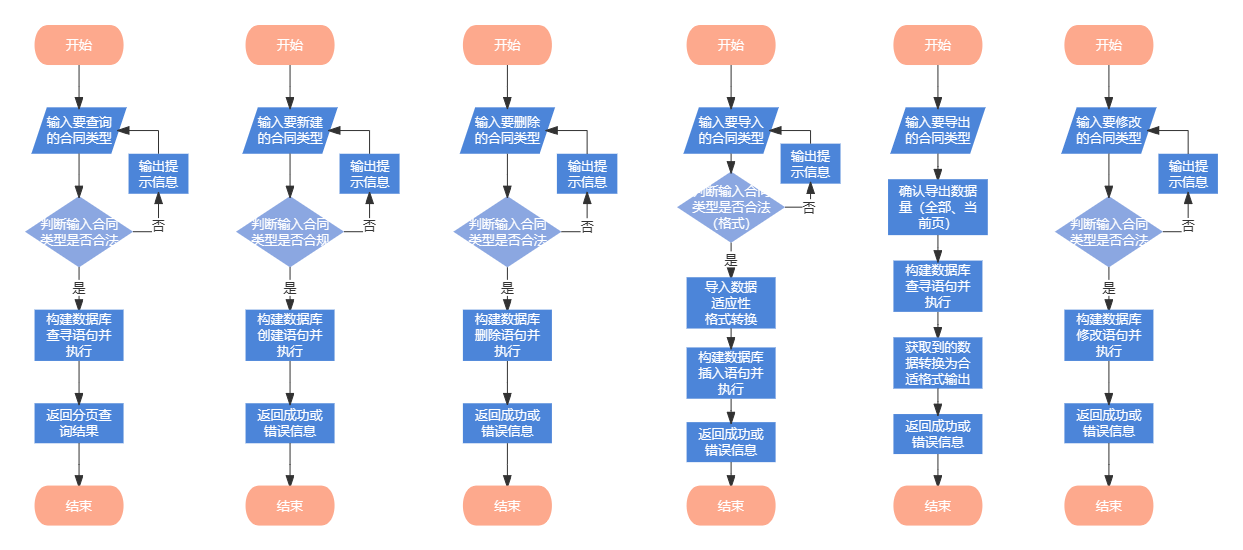 开始
输入要查询
的合同类型
输出提
示信息
判断输入合同
类型是否合法
否
是
构建数据库
查寻语句并
执行
返回分页查
询结果
结束
开始
输入要新建
的合同类型
输出提
示信息
判断输入合同
类型是否合规
否
是
构建数据库
创建语句并
执行
返回成功或
错误信息
结束
开始
输入要删除
的合同类型
输出提
示信息
判断输入合同
类型是否合法
否
是
构建数据库
删除语句并
执行
返回成功或
错误信息
结束
开始
输入要导入
的合同类型
输出提
示信息
判断输入合同
类型是否合法
（格式）
否
是
导入数据
适应性
格式转换
构建数据库
插入语句并
执行
返回成功或
错误信息
结束
开始
输入要导出
的合同类型
确认导出数据
量（全部、当
前页）
构建数据库
查寻语句并
执行
获取到的数
据转换为合
适格式输出
返回成功或
错误信息
结束
开始
输入要修改
的合同类型
输出提
示信息
判断输入合同
类型是否合法
否
是
构建数据库
修改语句并
执行
返回成功或
错误信息
结束